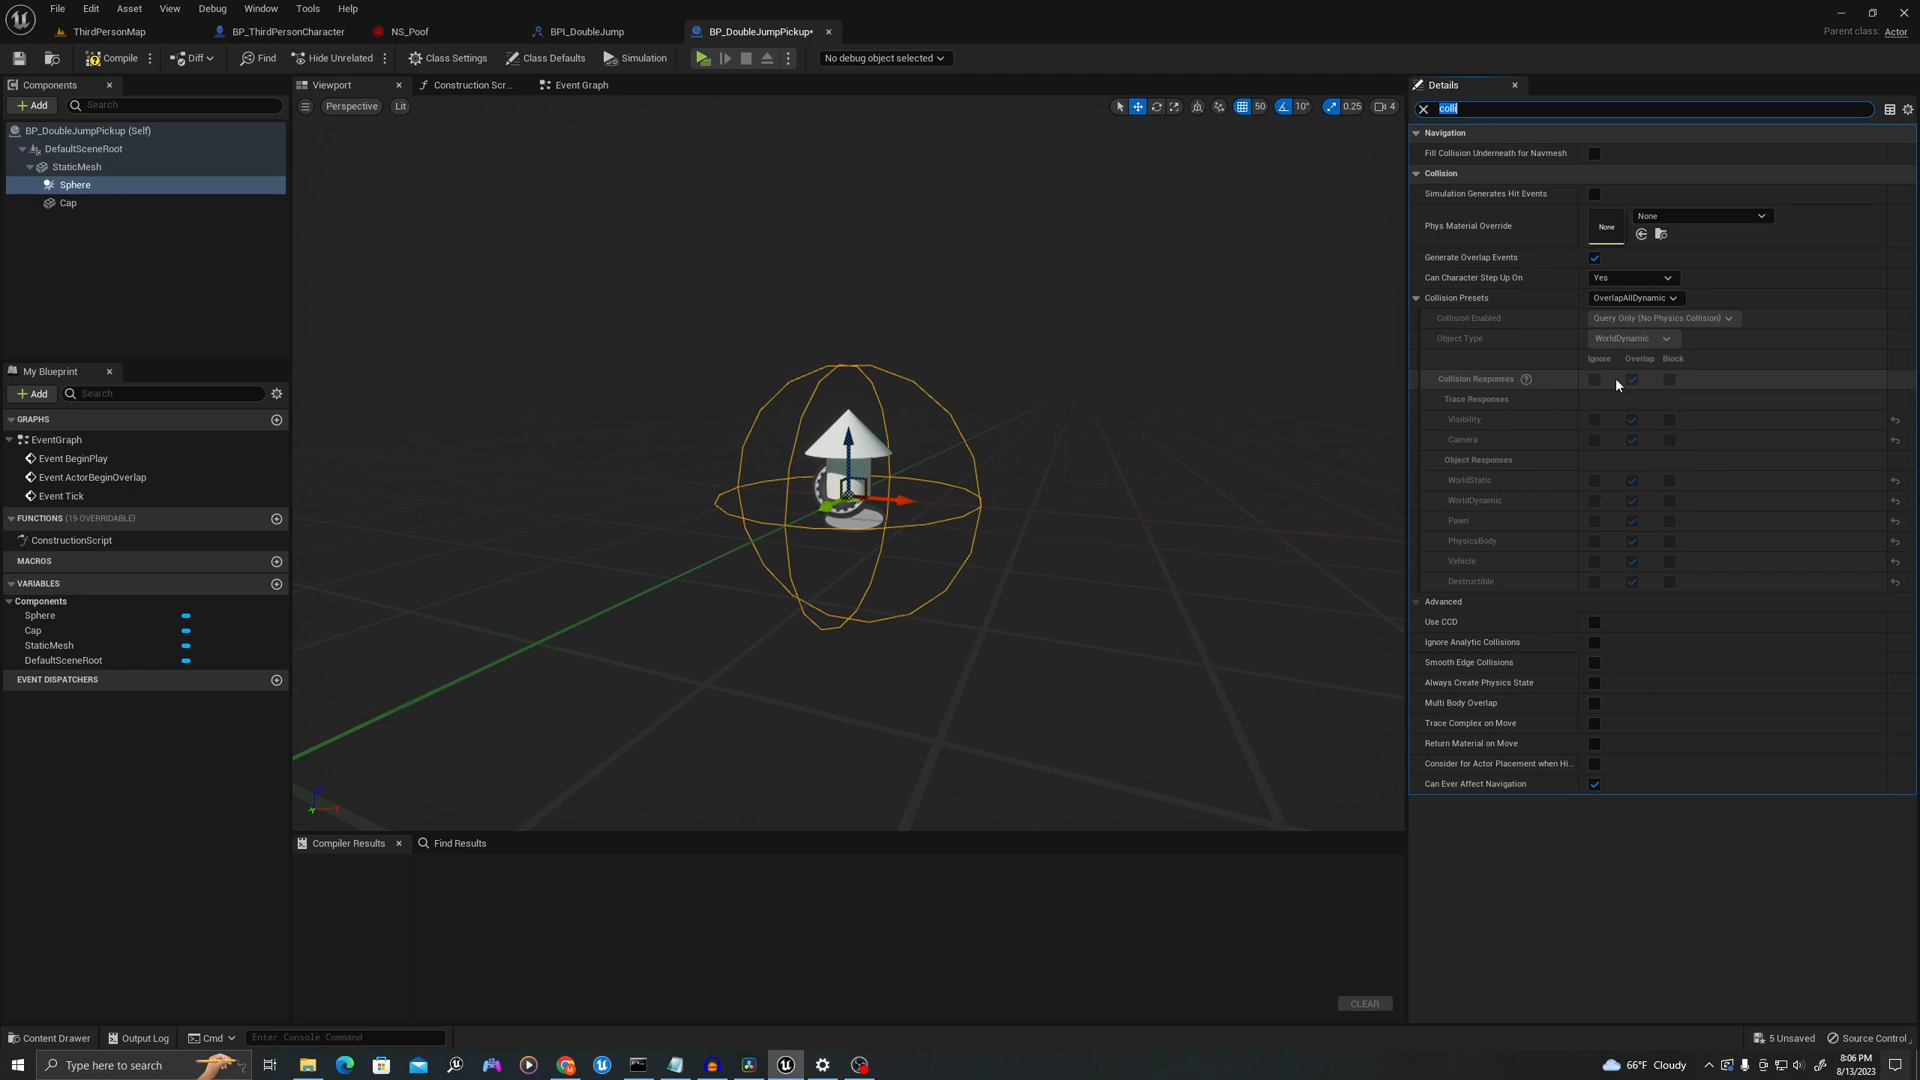 File Edit Asset View Debug Window Tools Help
ThirdPersonMap BP_ThirdPersonCharacter NS_Poof BPI_DoubleJump BP_DoubleJumpPickup* Parent class: Actor
Compile Diff Find Hide Unrelated Class Settings Class Defaults Simulation No debug object selected
Components
Add Search
BP_DoubleJumpPickup (Self)
DefaultSceneRoot
StaticMesh
Sphere
Cap
My Blueprint
Add Search
GRAPHS
EventGraph
Event BeginPlay
Event ActorBeginOverlap
Event Tick
FUNCTIONS (19 OVERRIDABLE)
ConstructionScript
MACROS
VARIABLES
Components
Sphere
Cap
StaticMesh
DefaultSceneRoot
EVENT DISPATCHERS
Viewport Construction Scr... Event Graph
Perspective Lit 50 10° 0.25 4
Compiler Results Find Results
CLEAR
Details
colli
Navigation
Fill Collision Underneath for Navmesh
Collision
Simulation Generates Hit Events
Phys Material Override None None
Generate Overlap Events
Can Character Step Up On Yes
Collision Presets OverlapAllDynamic
Collision Enabled Query Only (No Physics Collision)
Object Type WorldDynamic
Ignore Overlap Block
Collision Responses
Trace Responses
Visibility
Camera
Object Responses
WorldStatic
WorldDynamic
Pawn
PhysicsBody
Vehicle
Destructible
Advanced
Use CCD
Ignore Analytic Collisions
Smooth Edge Collisions
Always Create Physics State
Multi Body Overlap
Trace Complex on Move
Return Material on Move
Consider for Actor Placement when Hi...
Can Ever Affect Navigation
Content Drawer Output Log Cmd Enter Console Command 5 Unsaved Source Control
Type here to search 66°F Cloudy 8:06 PM
8/13/2023